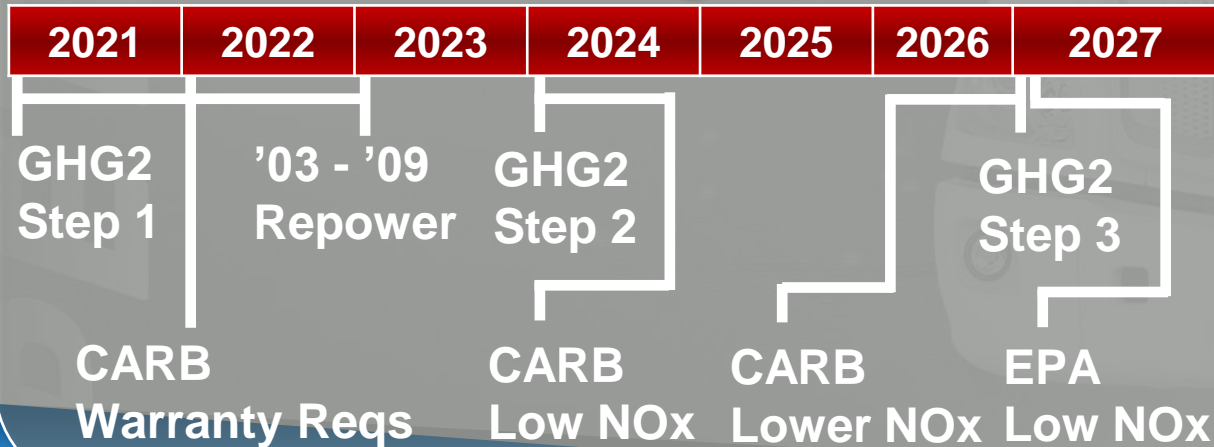 2021 2022 2023 2024 2025 2026 2027
GHG2
Step 1
’03 - ’09
Repower
GHG2
Step 2
GHG2
Step 3
CARB
Warranty Reqs
CARB
Low NOx
CARB
Lower NOx
EPA
Low NOx